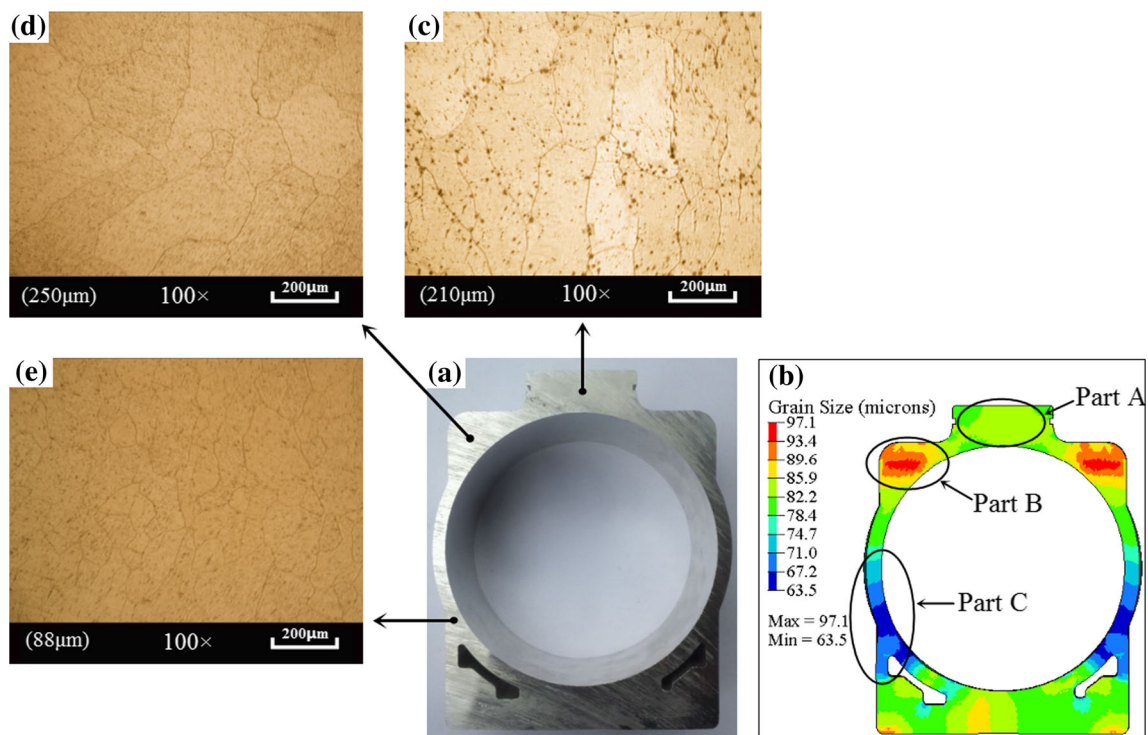 (d)
(250μm) 100× 200μm
(c)
(210μm) 100× 200μm
(e)
(88μm) 100× 200μm
(a)
(b)
Grain Size (microns)
97.1
93.4
89.6
85.9
82.2
78.4
74.7
71.0
67.2
63.5
Max = 97.1
Min = 63.5
Part A
Part B
Part C